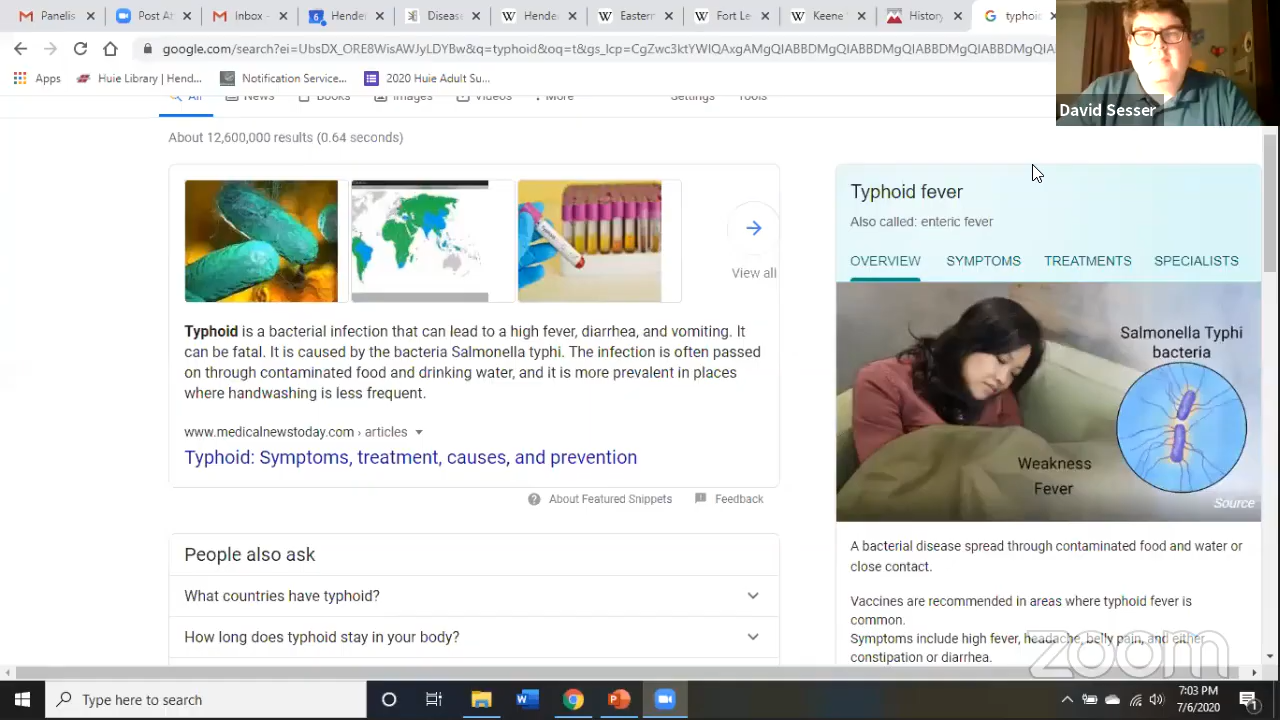 Panelis
Post At
Inbox -
6
Hender
Diseas
Hende
Eastern
Fort Le
Keene
History
typhoi
google.com/search?ei=UbsDX_ORE8WisAWJyLDYBw&q=typhoid&oq=t&gs_lcp=CgZwc3ktYWIQAxgAMgQIABBDMgQIABBDMgQIABBDMgQIABBDM
Apps
Huie Library | Hend...
Notification Service...
2020 Huie Adult Su...
All
News
Books
Images
Videos
More
Settings
Tools
David Sesser
About 12,600,000 results (0.64 seconds)
View all
Typhoid is a bacterial infection that can lead to a high fever, diarrhea, and vomiting. It
can be fatal. It is caused by the bacteria Salmonella typhi. The infection is often passed
on through contaminated food and drinking water, and it is more prevalent in places
where handwashing is less frequent.
www.medicalnewstoday.com › articles
Typhoid: Symptoms, treatment, causes, and prevention
About Featured Snippets
Feedback
People also ask
What countries have typhoid?
How long does typhoid stay in your body?
Typhoid fever
Also called: enteric fever
OVERVIEW
SYMPTOMS
TREATMENTS
SPECIALISTS
Salmonella Typhi
bacteria
Weakness
Fever
Source
A bacterial disease spread through contaminated food and water or
close contact.
Vaccines are recommended in areas where typhoid fever is
common.
Symptoms include high fever, headache, belly pain, and either
constipation or diarrhea.
zoom
Type here to search
7:03 PM
7/6/2020
1